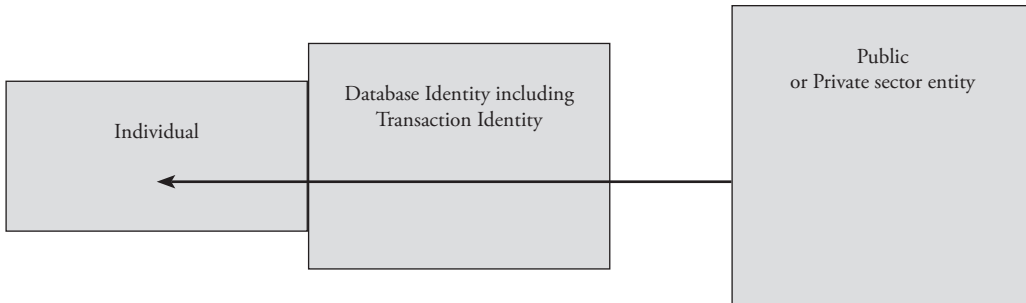 Individual
Database Identity including
Transaction Identity
Public
or Private sector entity